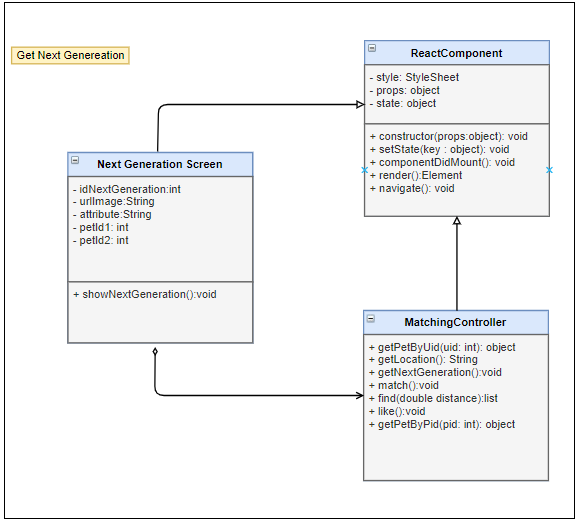 Get Next Genereation
ReactComponent
- style: StyleSheet
- props: object
- state: object
+ constructor(props:object): void
+ setState(key : object): void
+ componentDidMount(): void
+ render():Element
+ navigate(): void
Next Generation Screen
- idNextGeneration:int
- urlImage:String
- attribute:String
- petId1: int
- petId2: int
+ showNextGeneration():void
MatchingController
+ getPetByUid(uid: int): object
+ getLocation(): String
+ getNextGeneration():void
+ match():void
+ find(double distance):list
+ like():void
+ getPetByPid(pid: int): object